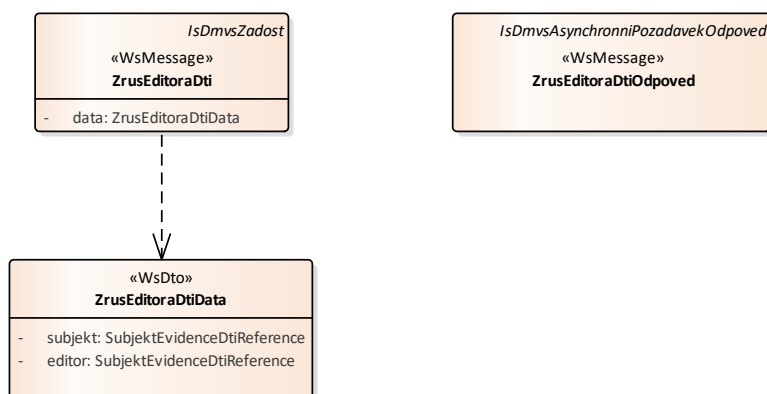 IsDmvsZadost
«WsMessage»
ZrusEditoraDti
- data: ZrusEditoraDtiData
IsDmvsAsynchronniPozadavekOdpoved
«WsMessage»
ZrusEditoraDtiOdpoved
«WsDto»
ZrusEditoraDtiData
- subjekt: SubjektEvidenceDtiReference
- editor: SubjektEvidenceDtiReference